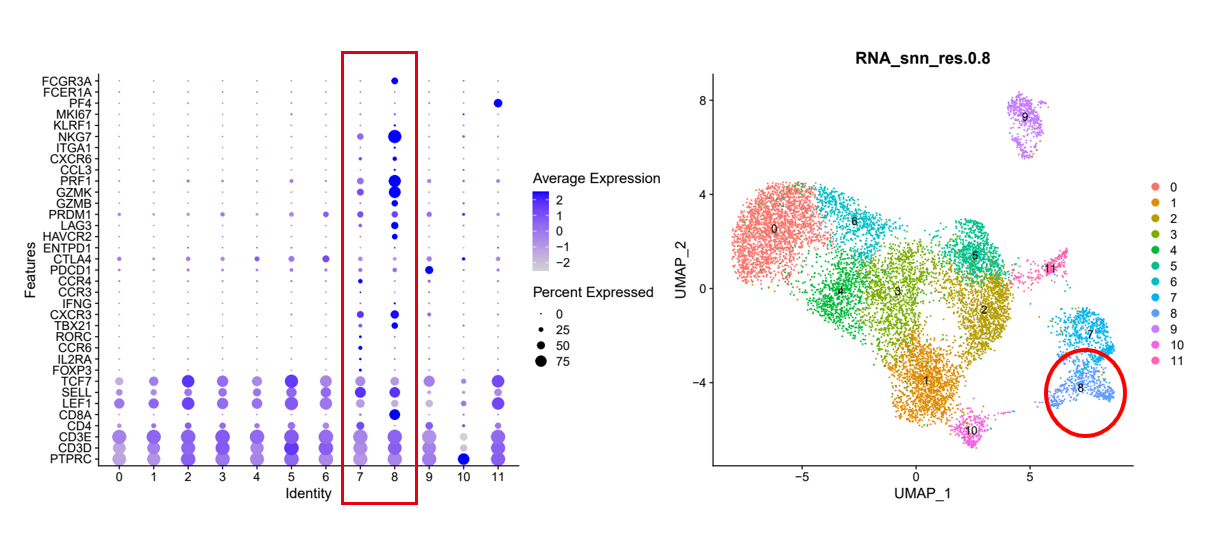 FCGR3A
FCER1A
PF4
MKI67
KLRF1
NKG7
ITGA1
CXCR6
CCL3
PRF1
GZMK
GZMB
PRDM1
LAG3
HAVCR2
ENTPD1
CTLA4
PDCD1
CCR4
CCR3
IFNG
CXCR3
TBX21
RORC
CCR6
IL2RA
FOXP3
TCF7
SELL
LEF1
CD8A
CD4
CD3E
CD3D
PTPRC
Features
0 1 2 3 4 5 6 7 8 9 10 11
Identity
Average Expression
2
1
0
−1
−2
Percent Expressed
0
25
50
75
RNA_snn_res.0.8
8
4
0
−4
UMAP_2
9
0
6
5
11
4
3
2
7
1
8
10
−5 0 5
UMAP_1
0
1
2
3
4
5
6
7
8
9
10
11